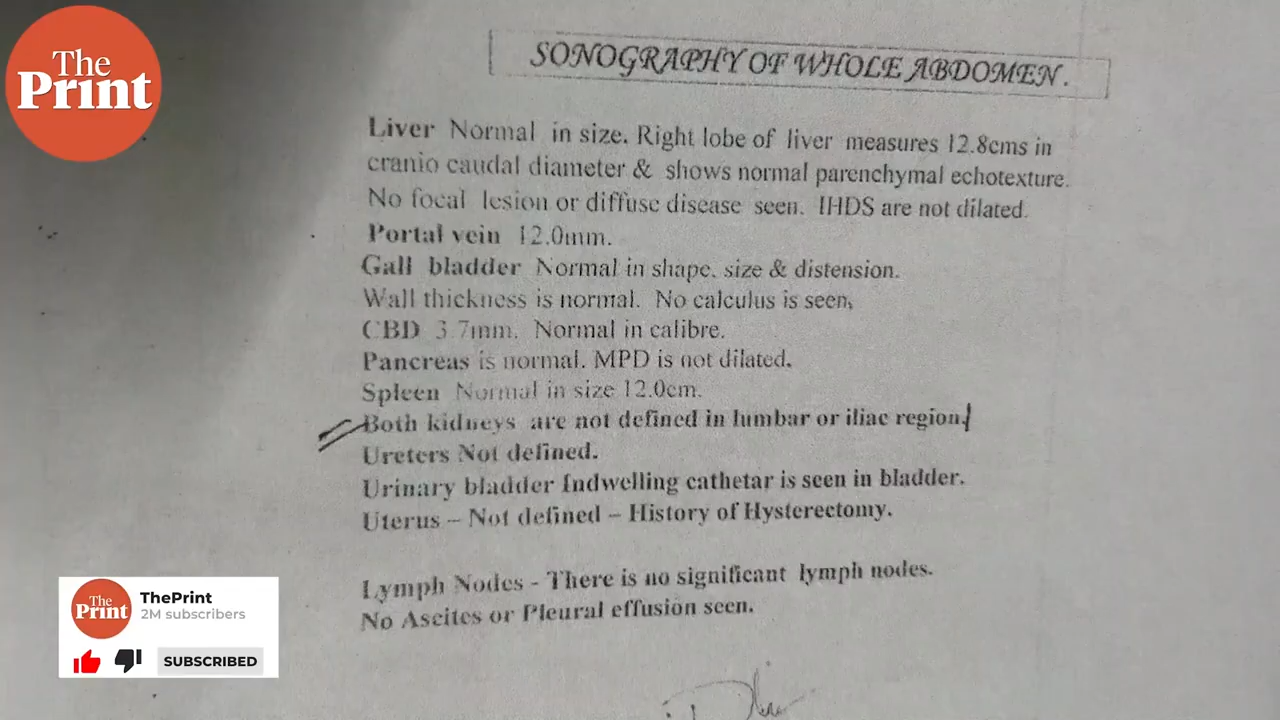 The
Print
SONOGRAPHY OF WHOLE ABDOMEN.
Liver Normal in size. Right lobe of liver measures 12.8cms in
cranio caudal diameter & shows normal parenchymal echotexture.
No focal lesion or diffuse disease seen. IHDS are not dilated.
Portal vein 12.0mm.
Gall bladder Normal in shape, size & distension.
Wall thickness is normal. No calculus is seen.
CBD 3.7mm. Normal in calibre.
Pancreas is normal. MPD is not dilated.
Spleen Normal in size 12.0cm.
Both kidneys are not defined in lumbar or iliac region.
Ureters Not defined.
Urinary bladder Indwelling cathetar is seen in bladder.
Uterus – Not defined – History of Hysterectomy.
Lymph Nodes - There is no significant lymph nodes.
No Ascites or Pleural effusion seen.
The
Print
ThePrint
2M subscribers
SUBSCRIBED